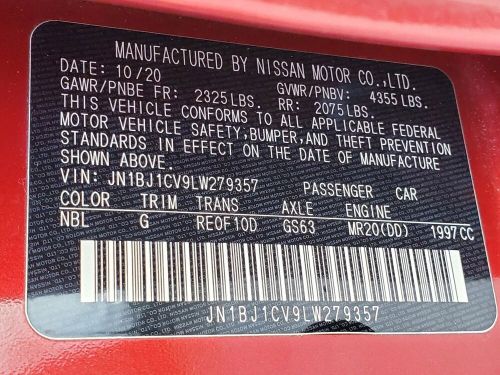 MANUFACTURED BY NISSAN MOTOR CO.,LTD.
DATE: 10/20 GVWR/PNBV: 4355 LBS.
GAWR/PNBE FR: 2325 LBS. RR: 2075 LBS.
THIS VEHICLE CONFORMS TO ALL APPLICABLE FEDERAL
MOTOR VEHICLE SAFETY,BUMPER,AND THEFT PREVENTION
STANDARDS IN EFFECT ON THE DATE OF MANUFACTURE
SHOWN ABOVE.
VIN: JN1BJ1CV9LW279357 PASSENGER CAR
COLOR TRIM TRANS AXLE ENGINE
NBL G RE0F10D GS63 MR20(DD) 1997CC
JN1BJ1CV9LW279357